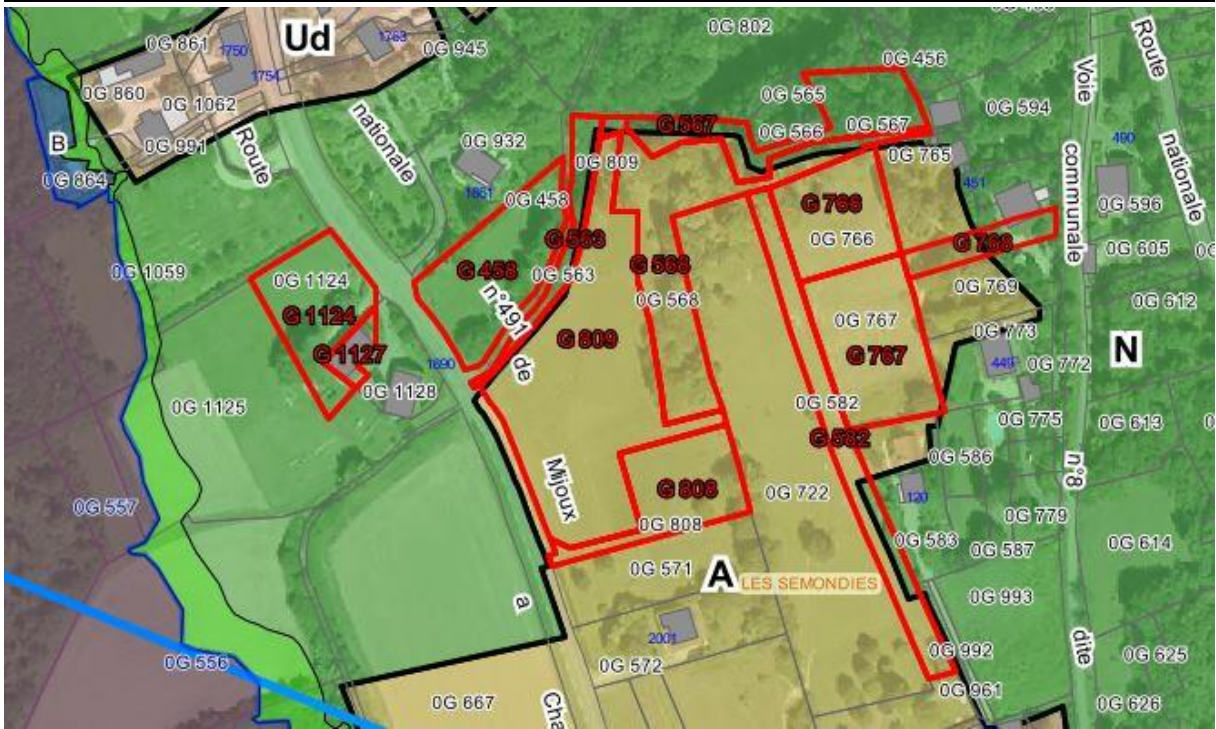 0G 802
0G 861
1750
Ud
1763
0G 945
1754
0G 860
0G 1062
0G 991
B
0G 864
Route
nationale
0G 932
1661
0G 456
0G 565
0G 566
0G 567
G 567
0G 594
Voie
communale
n°8
dite
Route
nationale
490
0G 765
451
0G 596
0G 605
0G 612
0G 809
0G 458
G 458
G 563
0G 563
n°491
de
Mijoux
a
G 766
0G 766
G 768
0G 769
0G 1059
0G 1124
G 1124
G 1127
0G 1128
1690
0G 1125
G 568
0G 568
G 809
0G 767
G 767
0G 773
449
0G 772
N
0G 582
G 582
0G 775
0G 613
0G 586
G 808
0G 808
0G 722
120
0G 779
0G 583
0G 587
0G 614
0G 557
0G 571
A
LES SEMONDIES
0G 993
2001
0G 572
0G 992
0G 961
0G 625
0G 626
0G 556
0G 667
Cha